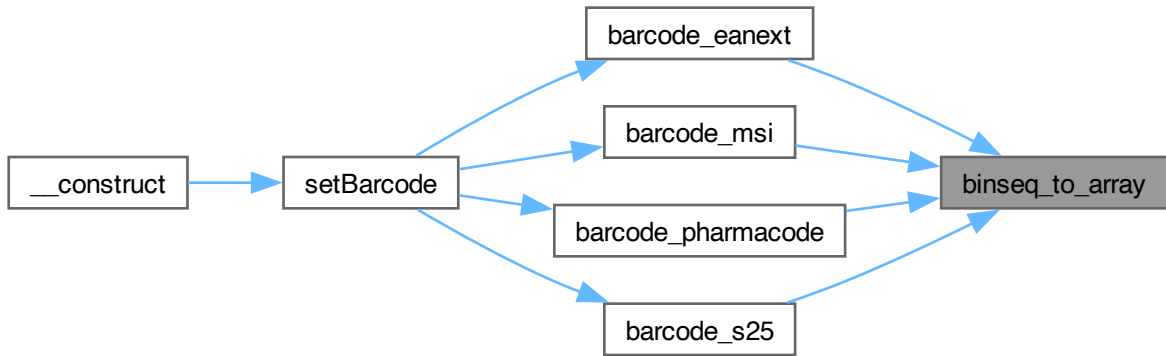 __construct
setBarcode
barcode_eanext
barcode_msi
barcode_pharmacode
barcode_s25
binseq_to_array